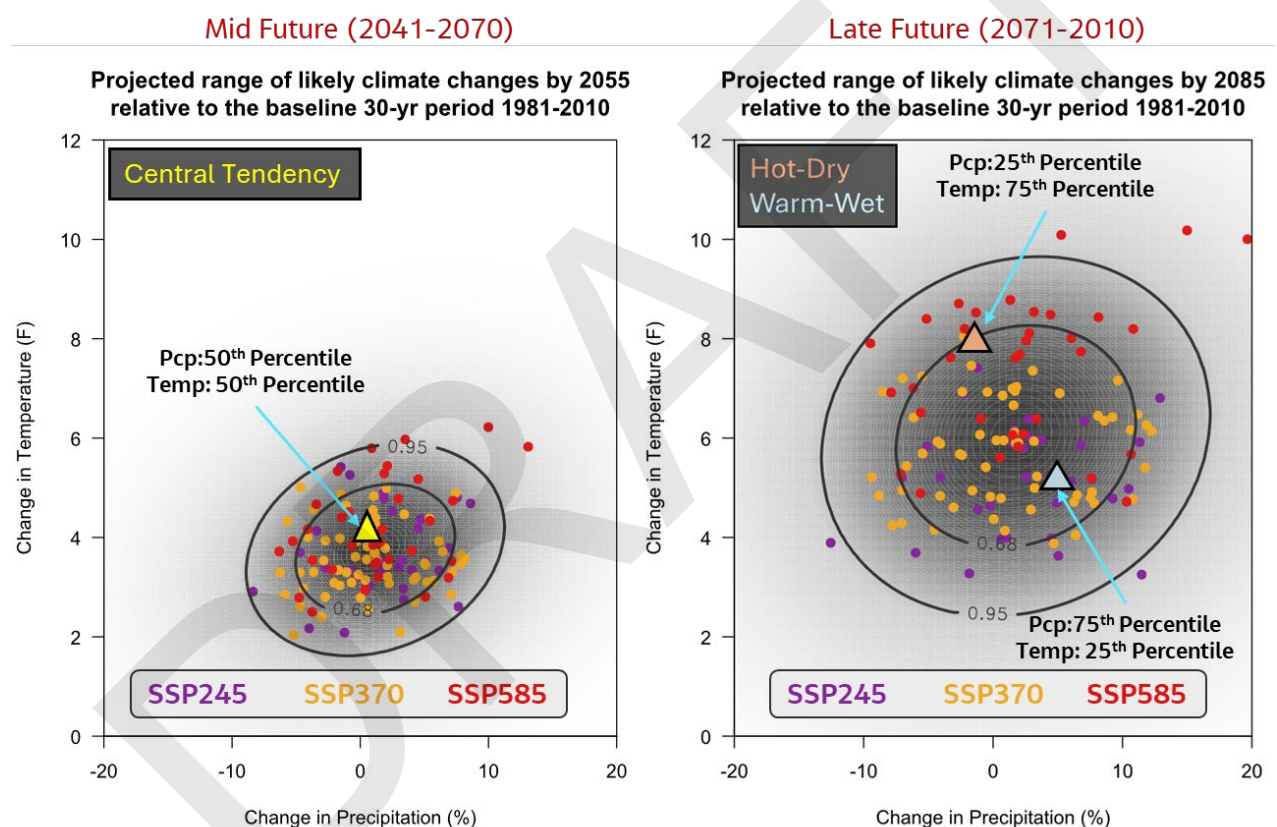 Mid Future (2041-2070)
Projected range of likely climate changes by 2055
relative to the baseline 30-yr period 1981-2010
12
10
8
6
4
2
0
-20
-10
0
10
20
Change in Temperature (F)
Change in Precipitation (%)
Central Tendency
Pcp:50th Percentile
Temp: 50th Percentile
0.95
0.68
SSP245
SSP370
SSP585
Late Future (2071-2010)
Projected range of likely climate changes by 2085
relative to the baseline 30-yr period 1981-2010
12
10
8
6
4
2
0
-20
-10
0
10
20
Change in Temperature (F)
Change in Precipitation (%)
Hot-Dry
Warm-Wet
Pcp:25th Percentile
Temp: 75th Percentile
0.68
0.95
Pcp:75th Percentile
Temp: 25th Percentile
SSP245
SSP370
SSP585
DRAFT